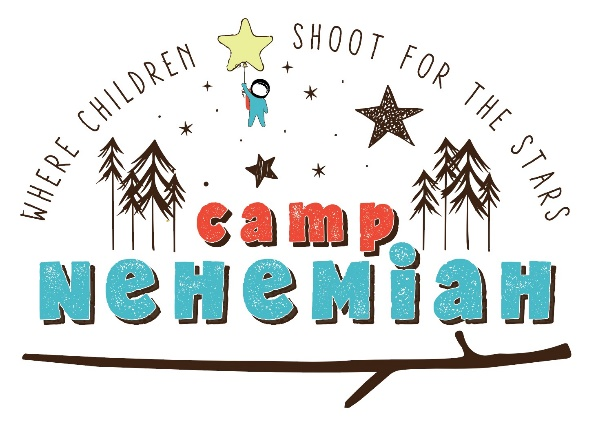 WHERE CHILDREN SHOOT FOR THE STARS
camp
NeHeMiaH